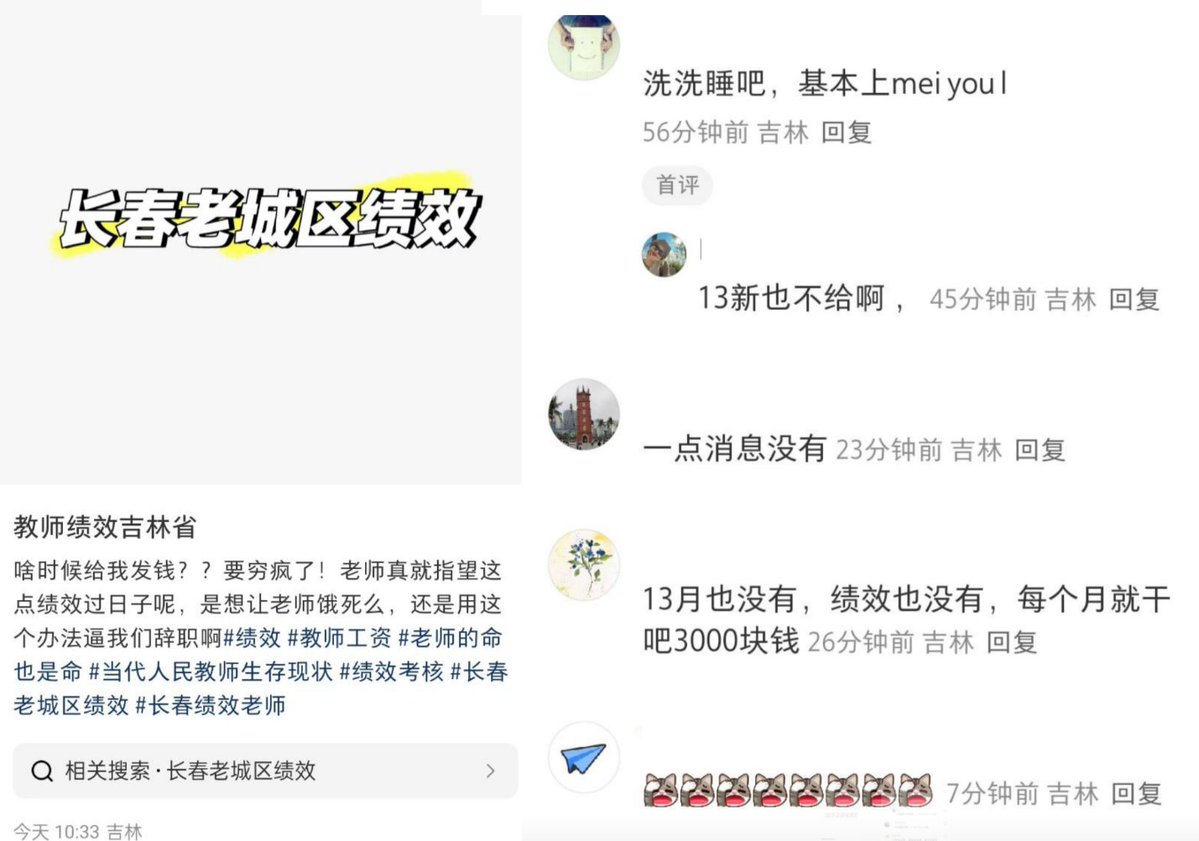 长春老城区绩效
教师绩效吉林省
啥时候给我发钱？？要穷疯了！老师真就指望这
点绩效过日子呢，是想让老师饿死么，还是用这
个办法逼我们辞职啊#绩效 #教师工资 #老师的命
也是命 #当代人民教师生存现状 #绩效考核 #长春
老城区绩效 #长春绩效老师
相关搜索·长春老城区绩效
今天 10:33 吉林
洗洗睡吧，基本上mei you l
56分钟前 吉林 回复
首评
13新也不给啊， 45分钟前 吉林 回复
一点消息没有 23分钟前 吉林 回复
13月也没有，绩效也没有，每个月就干
吧3000块钱 26分钟前 吉林 回复
7分钟前 吉林 回复